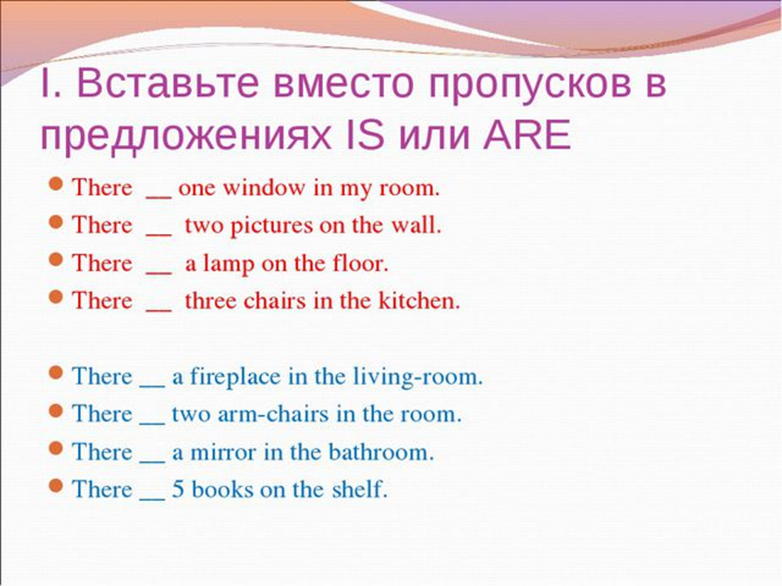 I. Вставьте вместо пропусков в
предложениях IS или ARE
There __ one window in my room.
There __ two pictures on the wall.
There __ a lamp on the floor.
There __ three chairs in the kitchen.
There __ a fireplace in the living-room.
There __ two arm-chairs in the room.
There __ a mirror in the bathroom.
There __ 5 books on the shelf.